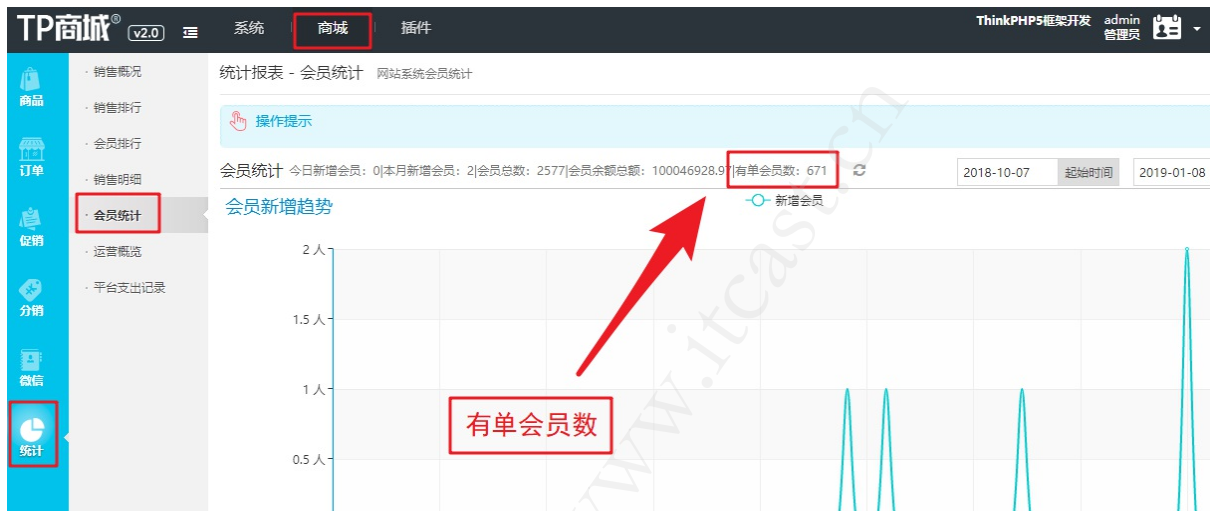 TP商城® v2.0
系统
商城
插件
ThinkPHP5框架开发
admin
管理员
商品
订单
促销
分销
微信
统计
· 销售概况
· 销售排行
· 会员排行
· 销售明细
· 会员统计
· 运营概览
· 平台支出记录
统计报表 - 会员统计 网站系统会员统计
操作提示
会员统计 今日新增会员：0|本月新增会员：2|会员总数：2577|会员余额总额：100046928.97|有单会员数：671
2018-10-07 起始时间 2019-01-08
会员新增趋势
新增会员
2 人
1.5 人
1 人
0.5 人
有单会员数
www.itcast.cn